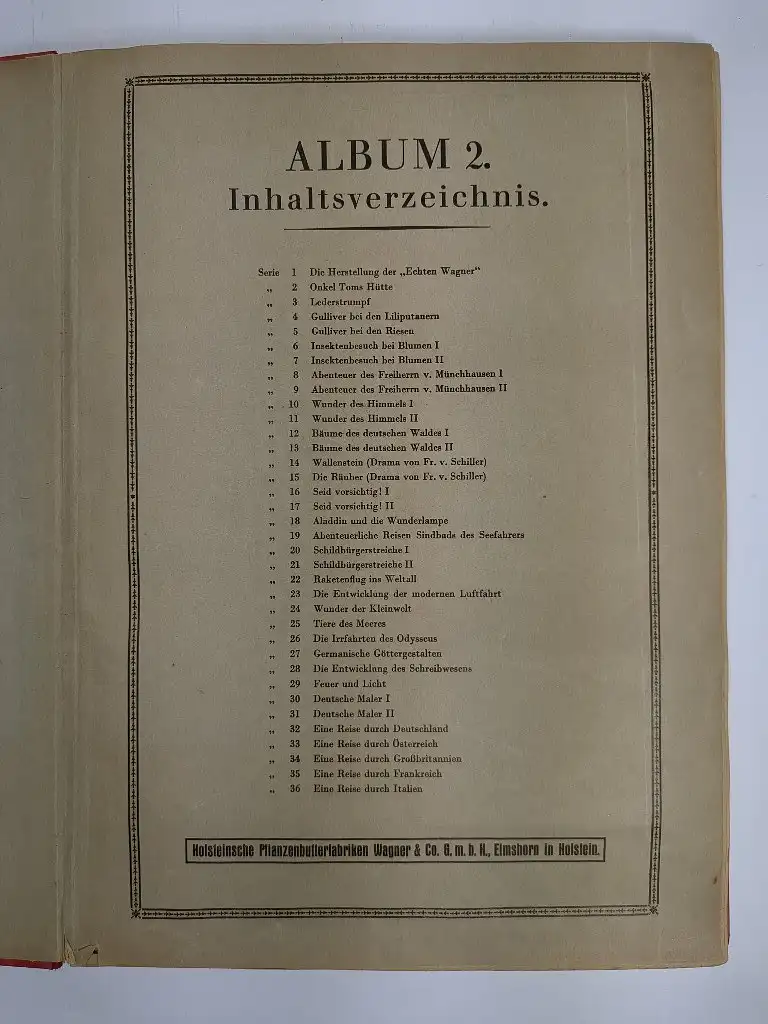 ALBUM 2.
Inhaltsverzeichnis.
Serie 1 Die Herstellung der „Echten Wagner“
„ 2 Onkel Toms Hütte
„ 3 Lederstrumpf
„ 4 Gulliver bei den Liliputanern
„ 5 Gulliver bei den Riesen
„ 6 Insektenbesuch bei Blumen I
„ 7 Insektenbesuch bei Blumen II
„ 8 Abenteuer des Freiherrn v. Münchhausen I
„ 9 Abenteuer des Freiherrn v. Münchhausen II
„ 10 Wunder des Himmels I
„ 11 Wunder des Himmels II
„ 12 Bäume des deutschen Waldes I
„ 13 Bäume des deutschen Waldes II
„ 14 Wallenstein (Drama von Fr. v. Schiller)
„ 15 Die Räuber (Drama von Fr. v. Schiller)
„ 16 Seid vorsichtig! I
„ 17 Seid vorsichtig! II
„ 18 Aladdin und die Wunderlampe
„ 19 Abenteuerliche Reisen Sindbads des Seefahrers
„ 20 Schildbürgerstreiche I
„ 21 Schildbürgerstreiche II
„ 22 Raketenflug ins Weltall
„ 23 Die Entwicklung der modernen Luftfahrt
„ 24 Wunder der Kleinwelt
„ 25 Tiere des Meeres
„ 26 Die Irrfahrten des Odysseus
„ 27 Germanische Göttergestalten
„ 28 Die Entwicklung des Schreibwesens
„ 29 Feuer und Licht
„ 30 Deutsche Maler I
„ 31 Deutsche Maler II
„ 32 Eine Reise durch Deutschland
„ 33 Eine Reise durch Österreich
„ 34 Eine Reise durch Großbritannien
„ 35 Eine Reise durch Frankreich
„ 36 Eine Reise durch Italien
Holsteinsche Pflanzenbutterfabriken Wagner & Co. G. m. b. H., Elmshorn in Holstein.